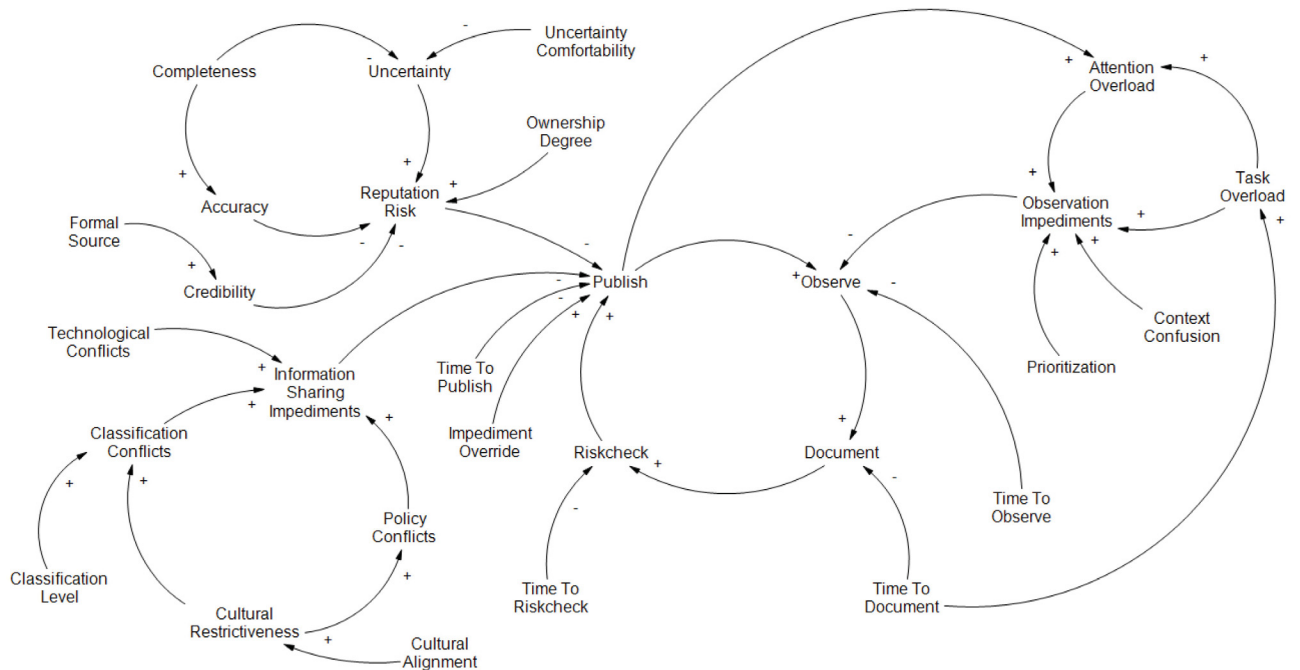 Completeness
-
Uncertainty
-
Uncertainty
Comfortability
+
Attention
Overload
+
Ownership
Degree
+
Accuracy
+
Reputation
Risk
+
-
-
Formal
Source
+
Credibility
+
Observation
Impediments
+
+
+
Task
Overload
+
-
Publish
-
-
+
+
+
Observe
-
-
Technological
Conflicts
+
Information
Sharing
Impediments
+
+
Time To
Publish
Context
Confusion
Prioritization
Classification
Conflicts
+
+
Impediment
Override
Riskcheck
+
-
Document
+
-
Time To
Observe
Policy
Conflicts
+
Classification
Level
Time To
Riskcheck
Time To
Document
Cultural
Restrictiveness
+
Cultural
Alignment